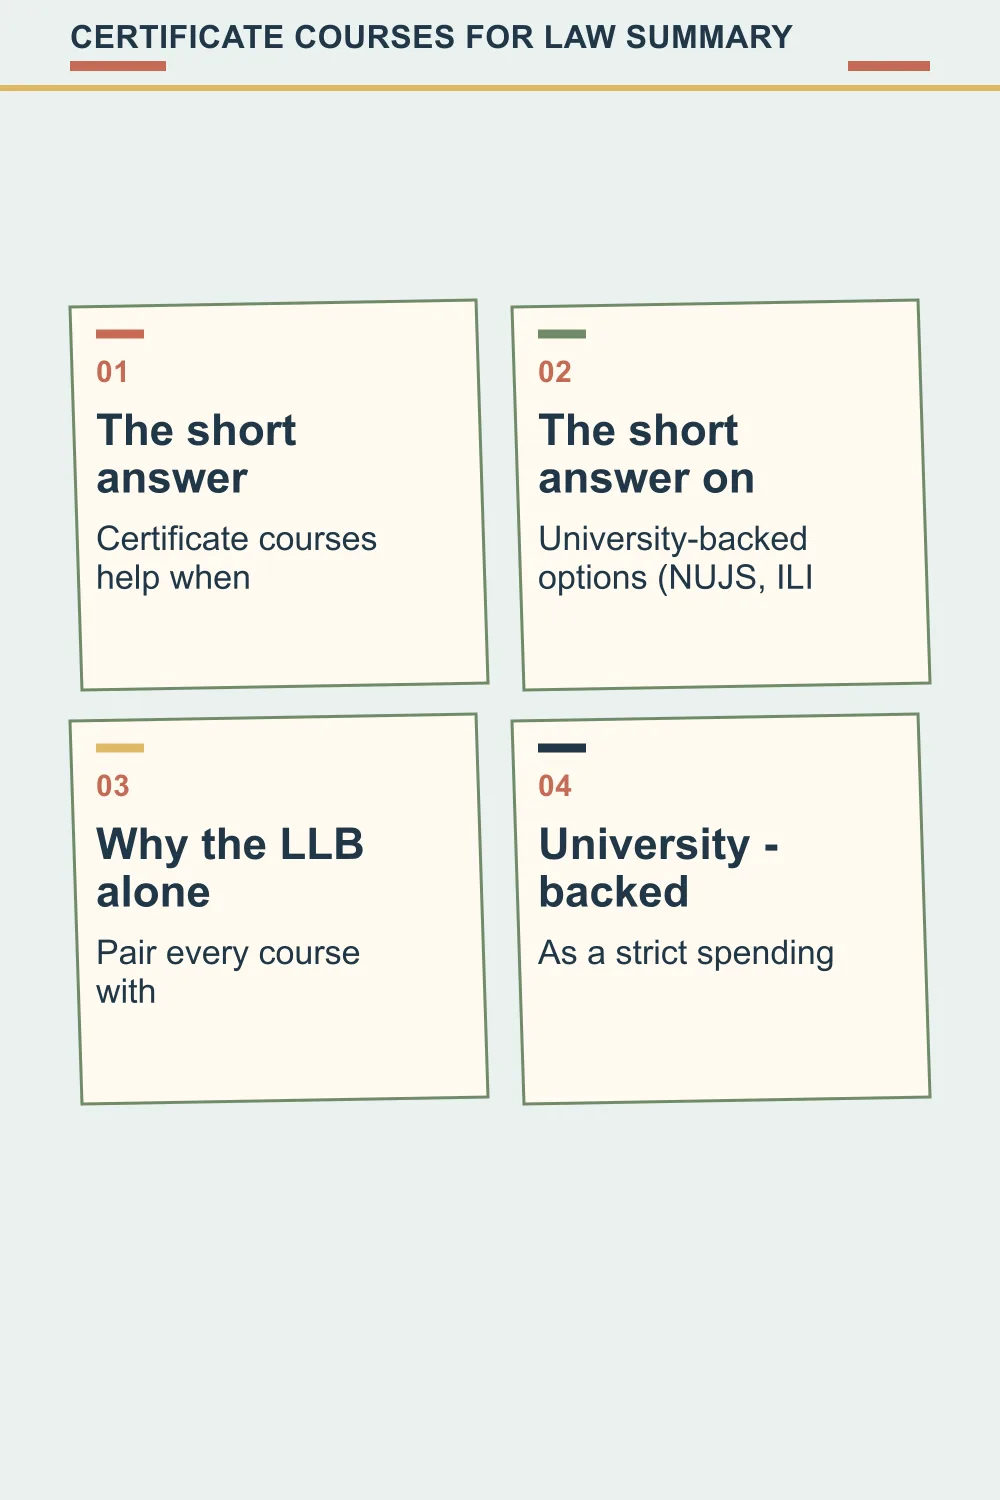 CERTIFICATE COURSES FOR LAW SUMMARY
01
The short
answer
Certificate courses
help when
02
The short
answer on
University-backed
options (NUJS, ILI
03
Why the LLB
alone
Pair every course
with
04
University -
backed
As a strict spending